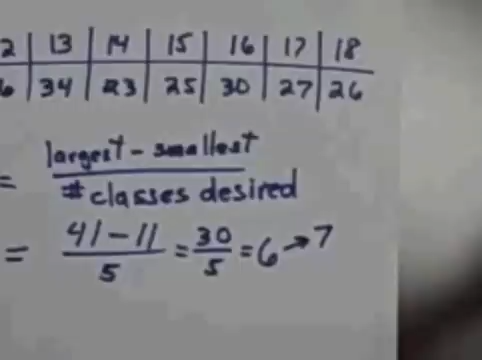 2 | 13 | 14 | 15 | 16 | 17 | 18
6 | 34 | 23 | 25 | 30 | 27 | 26
= largest - smallest
# classes desired
= 41 - 11 / 5 = 30 / 5 = 6 → 7